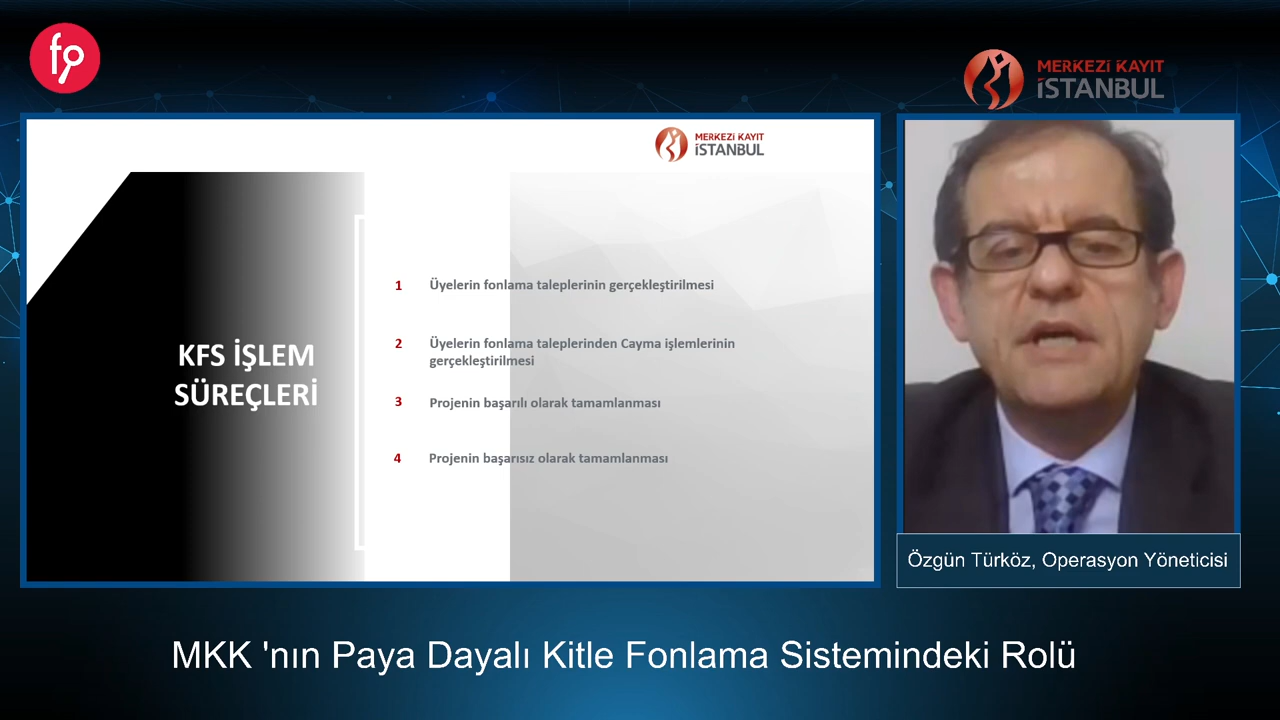 fp
MERKEZİ KAYIT
İSTANBUL
MERKEZİ KAYIT
İSTANBUL
KFS İŞLEM
SÜREÇLERİ
1 Üyelerin fonlama taleplerinin gerçekleştirilmesi
2 Üyelerin fonlama taleplerinden Cayma işlemlerinin
gerçekleştirilmesi
3 Projenin başarılı olarak tamamlanması
4 Projenin başarısız olarak tamamlanması
Özgün Türköz, Operasyon Yöneticisi
MKK 'nın Paya Dayalı Kitle Fonlama Sistemindeki Rolü